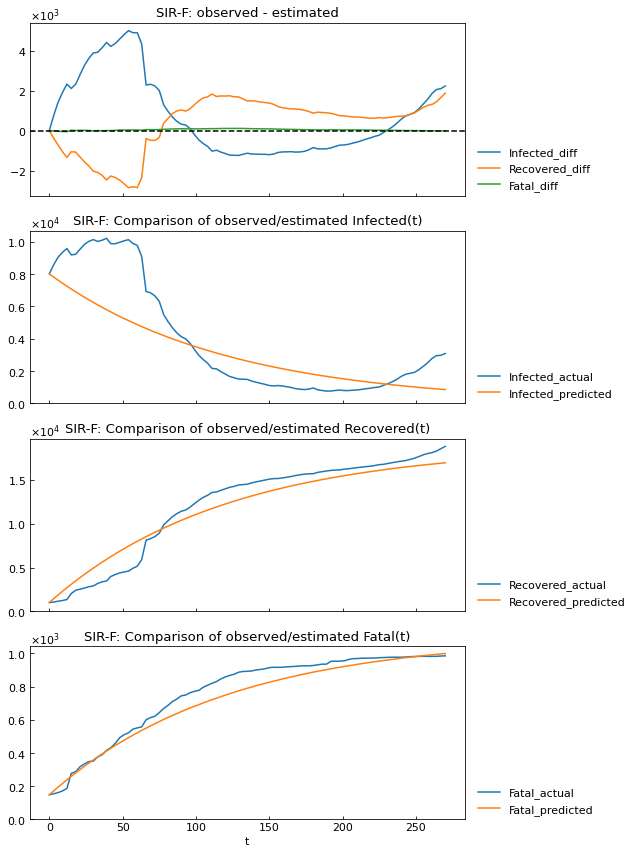 SIR-F: observed - estimated
×10³
4
2
0
−2
Infected_diff
Recovered_diff
Fatal_diff
SIR-F: Comparison of observed/estimated Infected(t)
×10⁴
1.0
0.8
0.6
0.4
0.2
0.0
Infected_actual
Infected_predicted
SIR-F: Comparison of observed/estimated Recovered(t)
×10⁴
1.5
1.0
0.5
0.0
Recovered_actual
Recovered_predicted
SIR-F: Comparison of observed/estimated Fatal(t)
×10³
1.0
0.8
0.6
0.4
0.2
0.0
Fatal_actual
Fatal_predicted
0 50 100 150 200 250
t